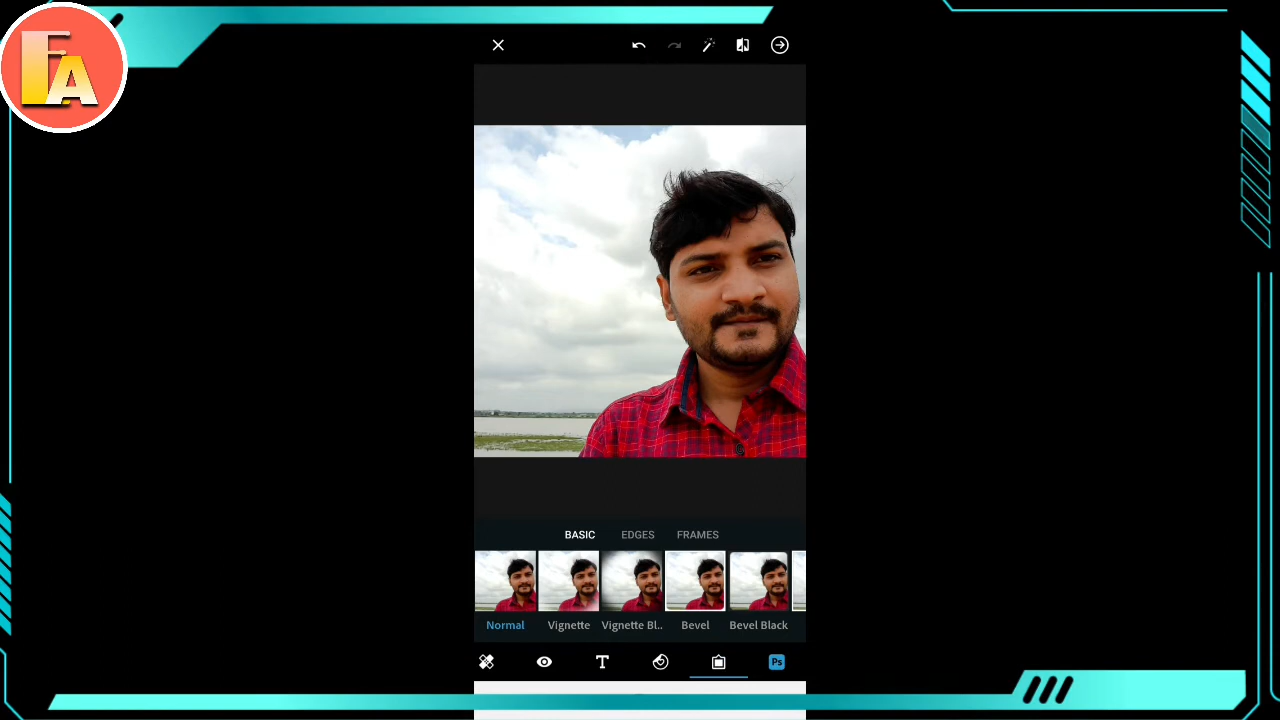 FA
BASIC EDGES FRAMES
Normal Vignette Vignette Bl.. Bevel Bevel Black
T Ps